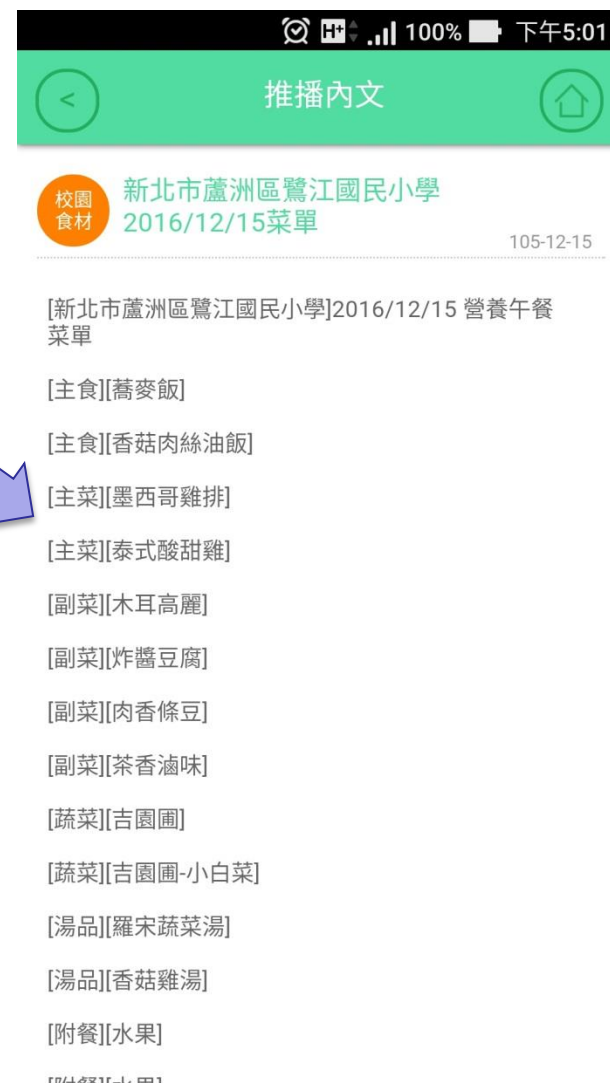 H+ 100% 下午5:01
<
推播內文
校園
食材
新北市蘆洲區鷺江國民小學
2016/12/15菜單
105-12-15
[新北市蘆洲區鷺江國民小學]2016/12/15 營養午餐
菜單
[主食][蕎麥飯]
[主食][香菇肉絲油飯]
[主菜][墨西哥雞排]
[主菜][泰式酸甜雞]
[副菜][木耳高麗]
[副菜][炸醬豆腐]
[副菜][肉香條豆]
[副菜][茶香滷味]
[蔬菜][吉園圃]
[蔬菜][吉園圃-小白菜]
[湯品][羅宋蔬菜湯]
[湯品][香菇雞湯]
[附餐][水果]